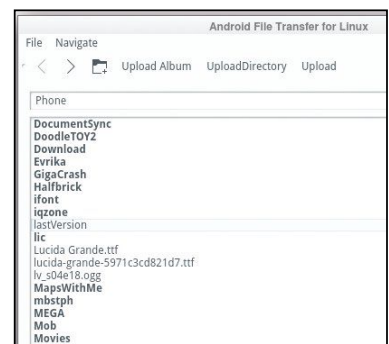 Android File Transfer for Linux
File Navigate
Upload Album UploadDirectory Upload
Phone
DocumentSync
DoodleTOY2
Download
Evrika
GigaCrash
Halfbrick
ifont
iqzone
lastVersion
lic
Lucida Grande.ttf
lucida-grande-5971c3cd821d7.ttf
lv_s04e18.ogg
MapsWithMe
mbstph
MEGA
Mob
Movies